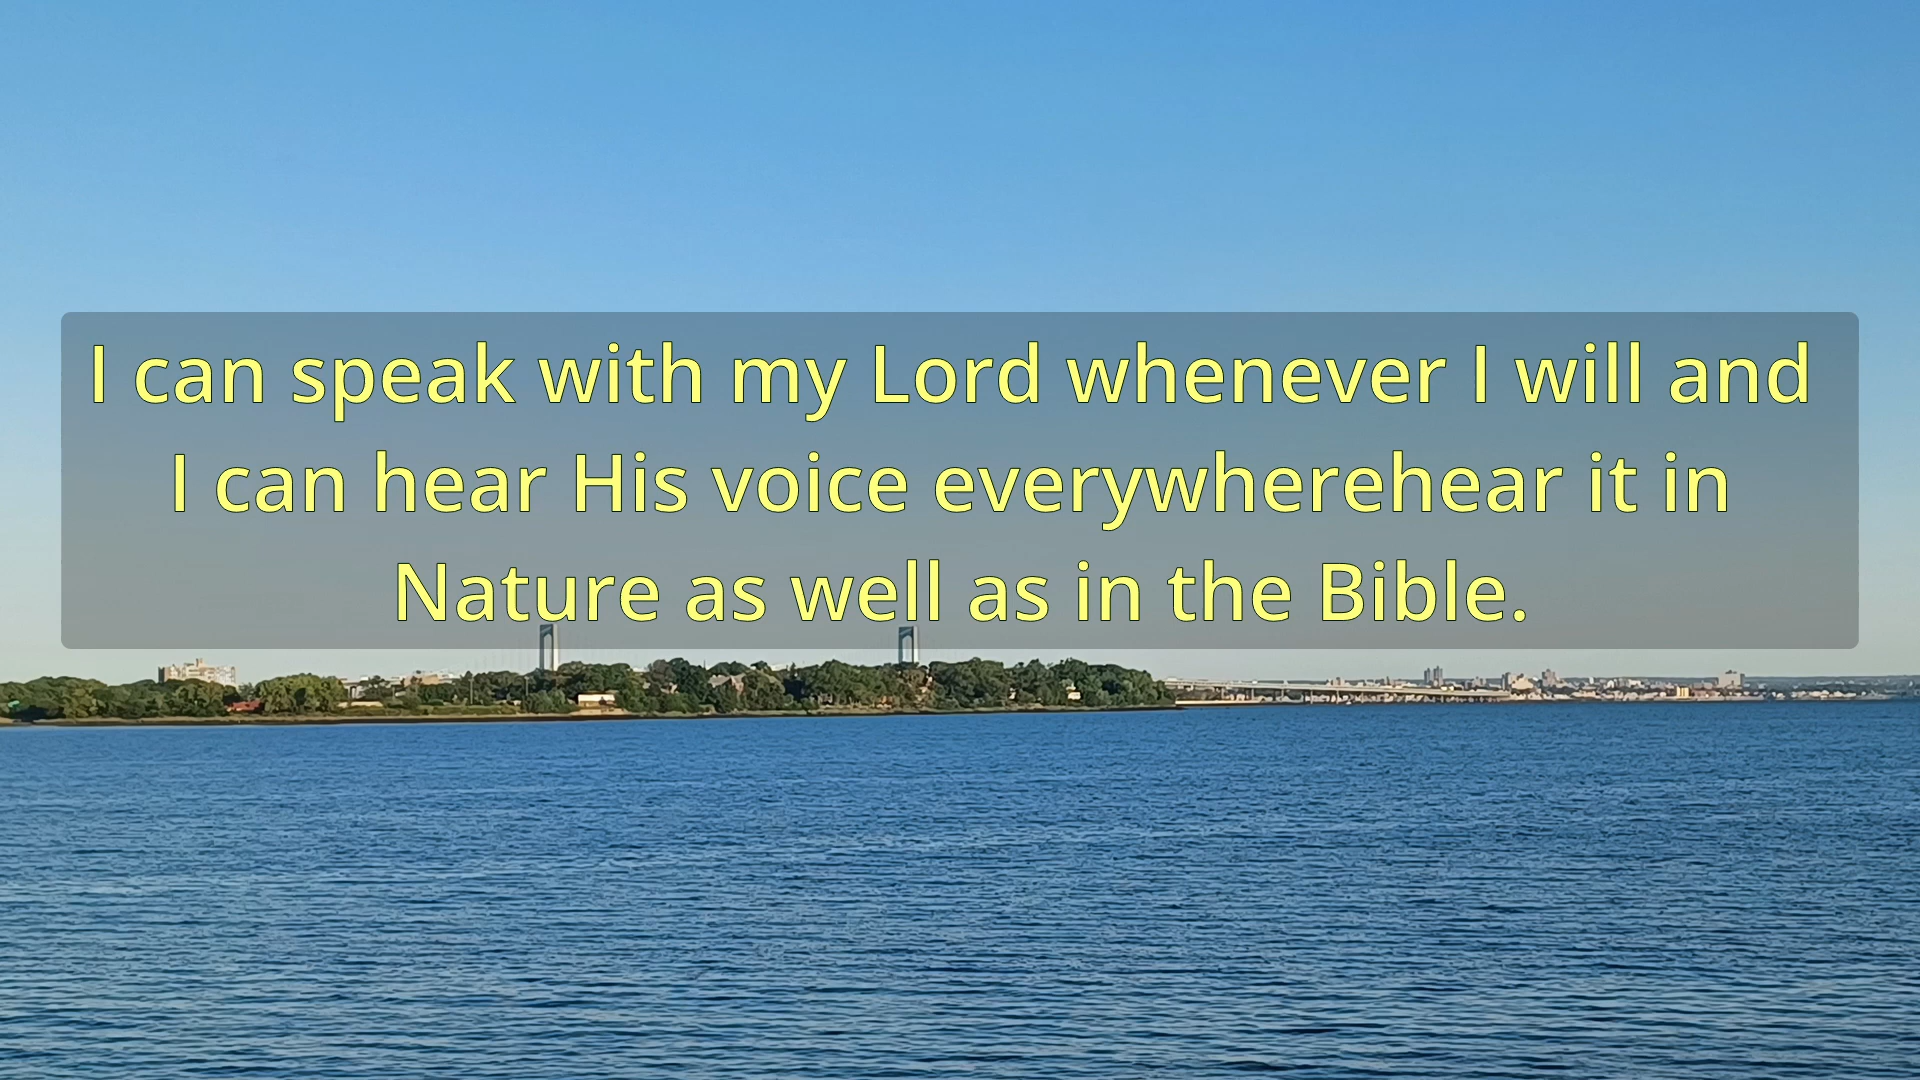 I can speak with my Lord whenever I will and
I can hear His voice everywherehear it in
Nature as well as in the Bible.